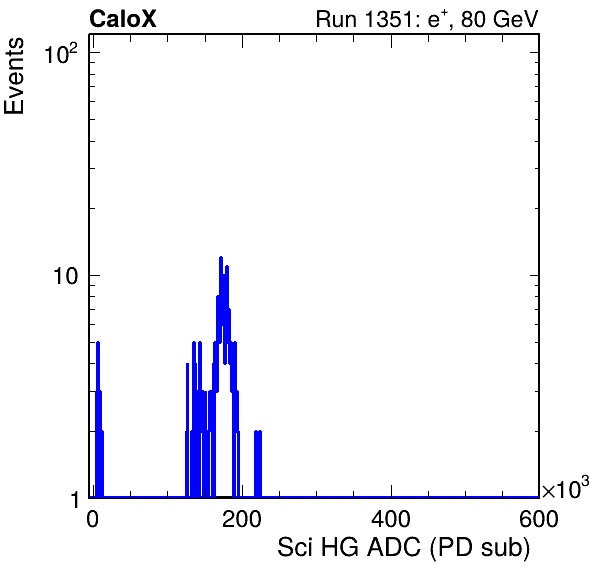 CaloX Run 1351: e⁺, 80 GeV
Events
10²
10
1
0 200 400 600
×10³
Sci HG ADC (PD sub)